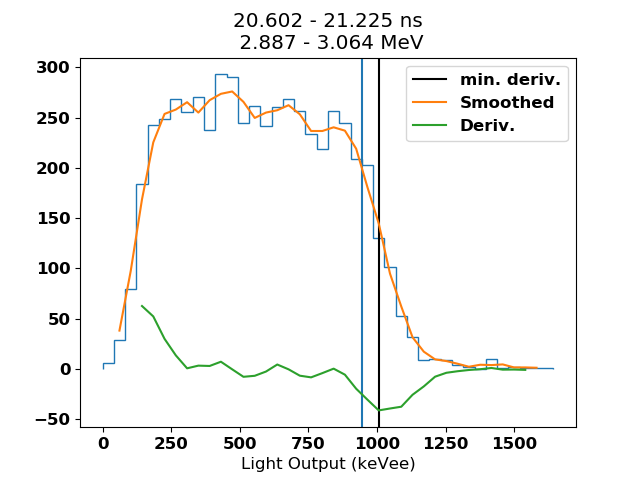 20.602 - 21.225 ns
2.887 - 3.064 MeV
min. deriv.
Smoothed
Deriv.
300
250
200
150
100
50
0
−50
0 250 500 750 1000 1250 1500
Light Output (keVee)